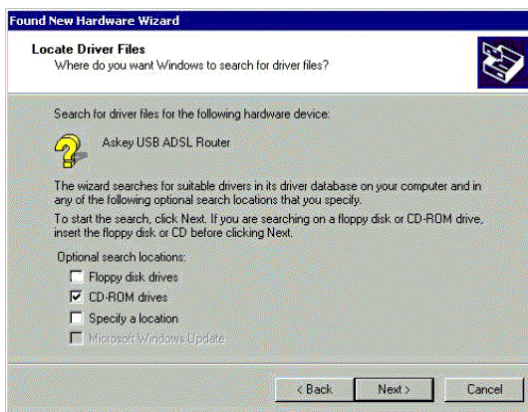 Found New Hardware Wizard
Locate Driver Files
Where do you want Windows to search for driver files?
Search for driver files for the following hardware device:
Askey USB ADSL Router
The wizard searches for suitable drivers in its driver database on your computer and in
any of the following optional search locations that you specify.
To start the search, click Next. If you are searching on a floppy disk or CD-ROM drive,
insert the floppy disk or CD before clicking Next.
Optional search locations:
Floppy disk drives
CD-ROM drives
Specify a location
Microsoft Windows Update
< Back Next > Cancel